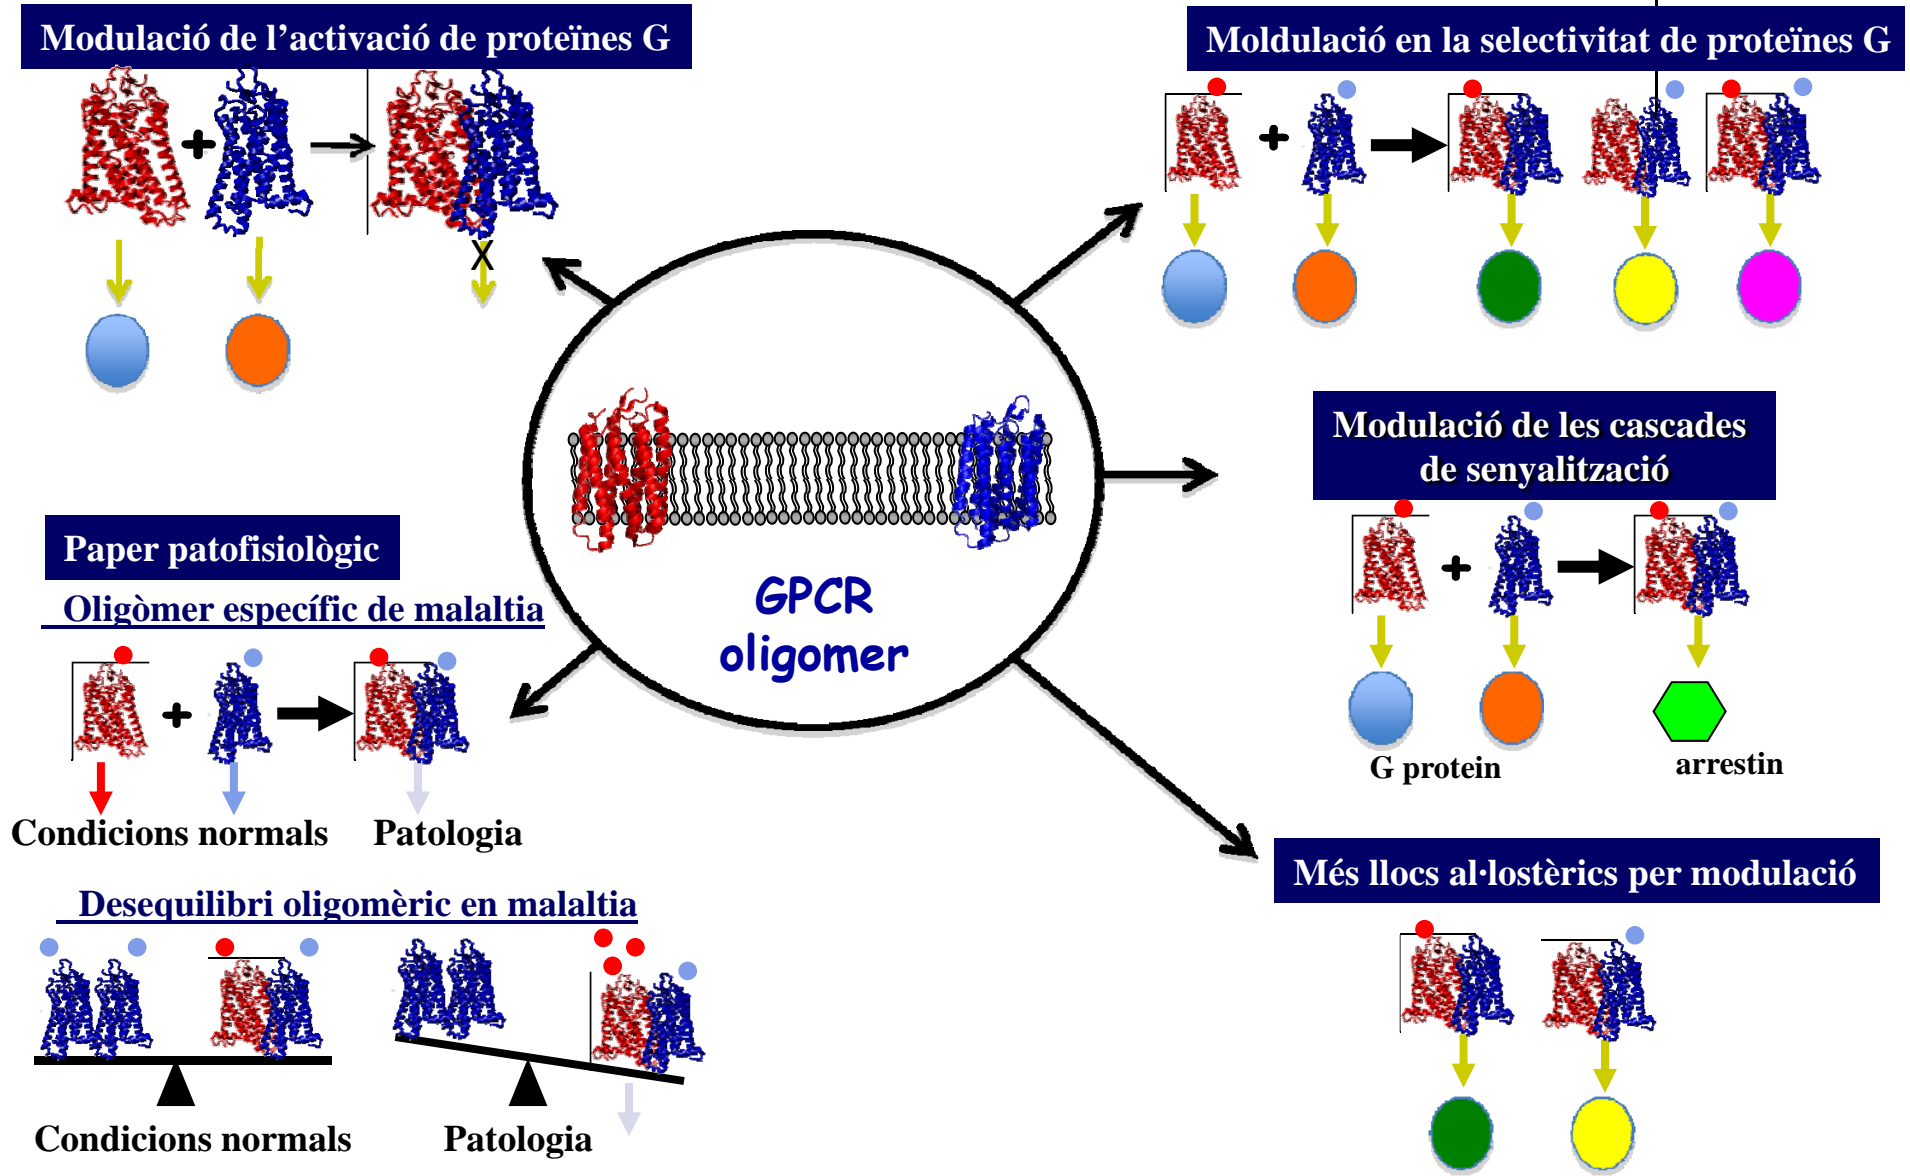 Modulació de l’activació de proteïnes G
Moldulació en la selectivitat de proteïnes G
X
Modulació de les cascades
de senyalització
G protein
arrestin
GPCR
oligomer
Paper patofisiològic
Oligòmer específic de malaltia
Condicions normals
Patologia
Desequilibri oligomèric en malaltia
Condicions normals
Patologia
Més llocs al·lostèrics per modulació